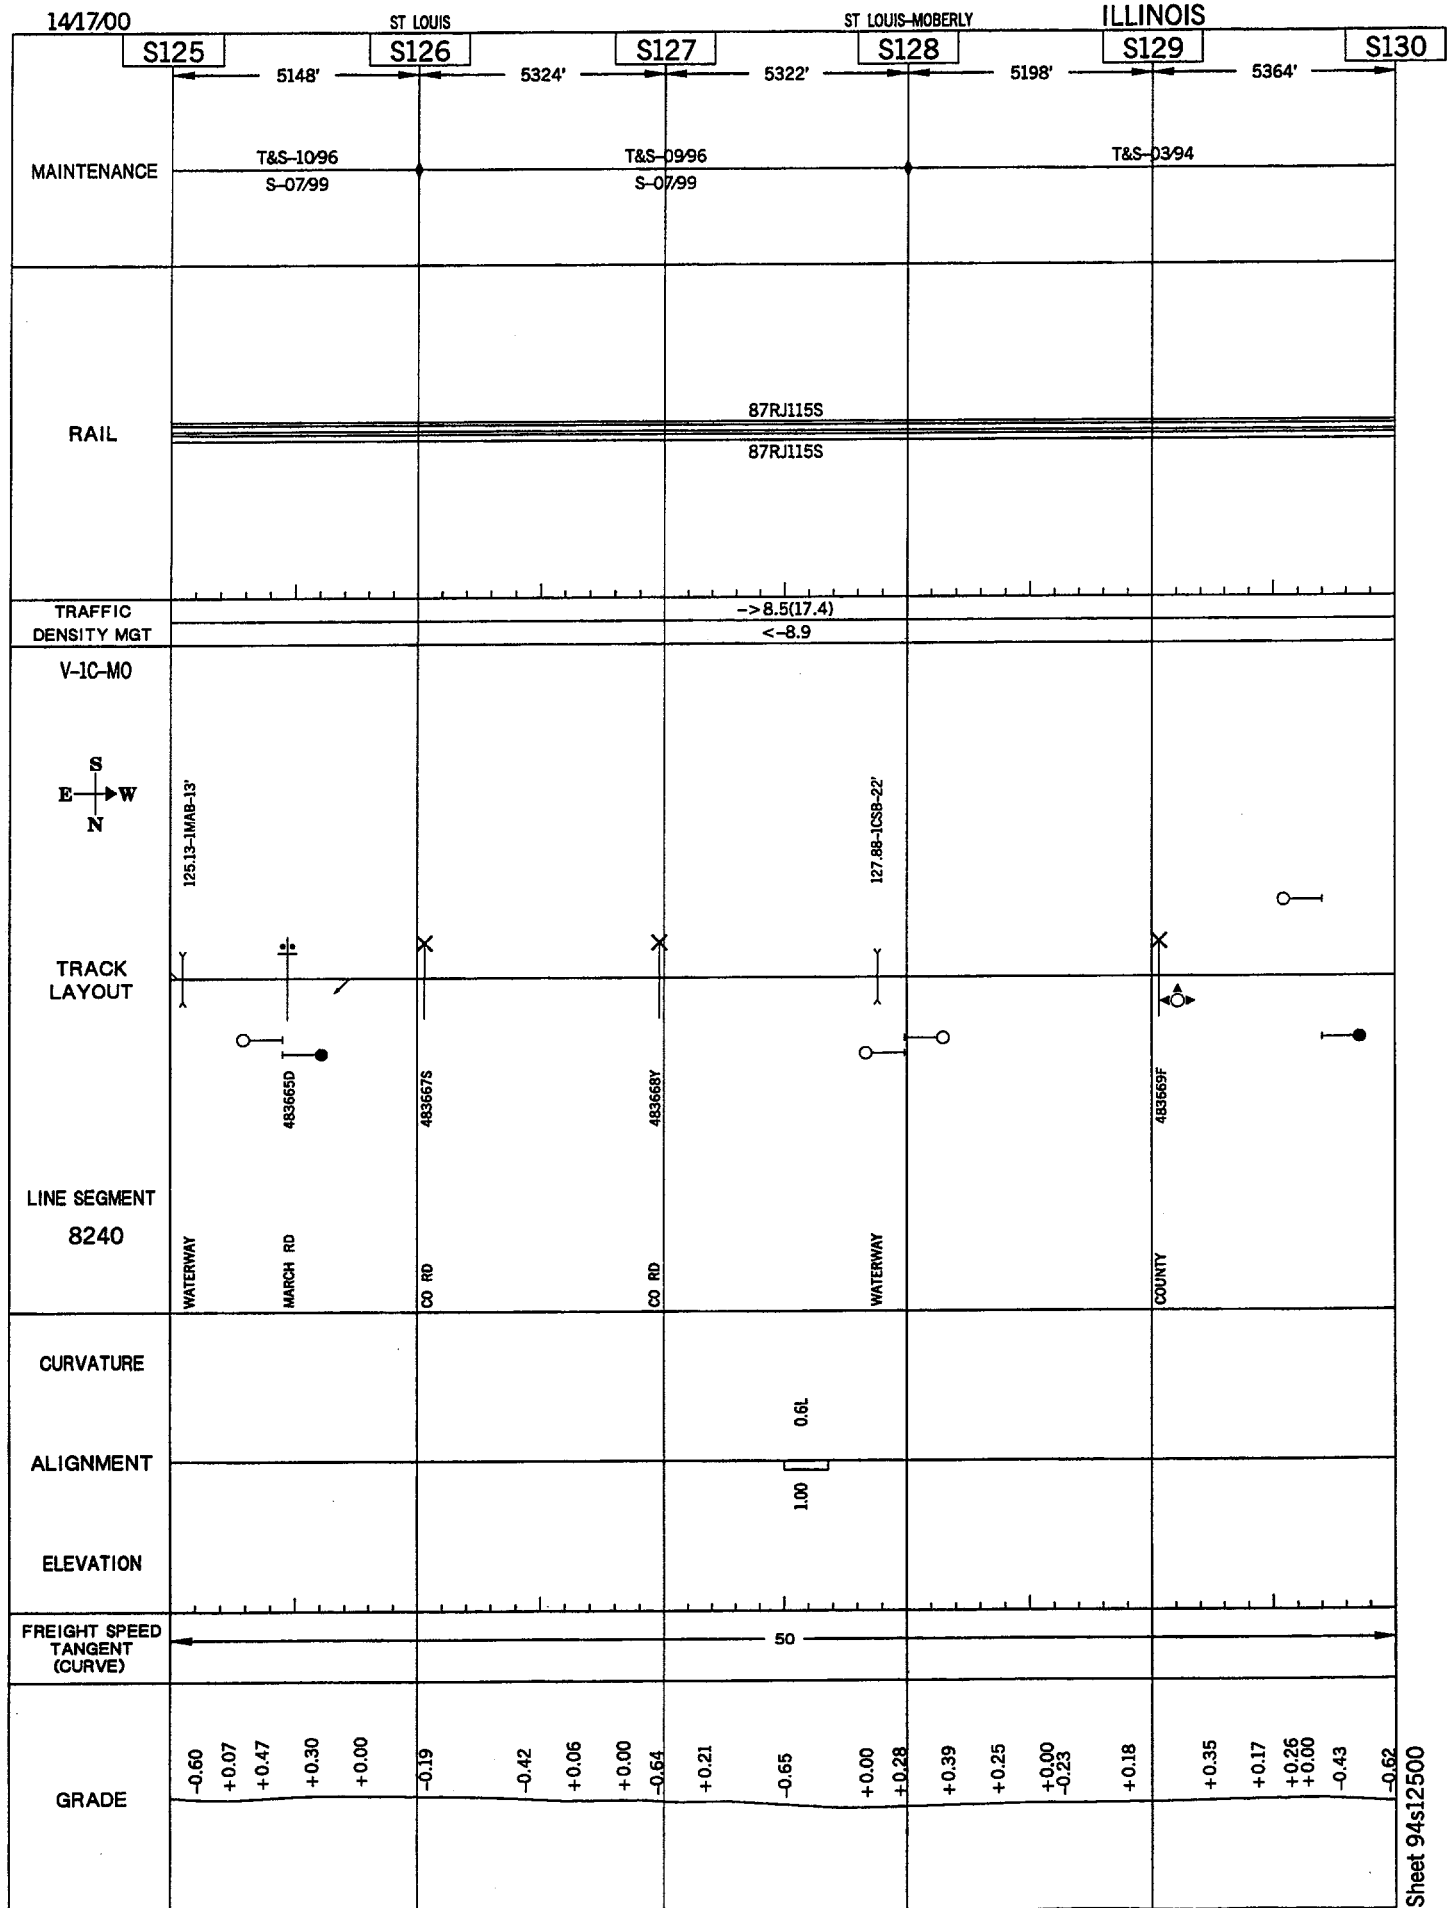 14/17/00 ST LOUIS ST LOUIS-MOBERLY ILLINOIS
S125 S126 S127 S128 S129 S130
5148' 5324' 5322' 5198' 5364'
T&S-10/96 T&S-09/96 T&S-03/94
MAINTENANCE
S-07/99 S-07/99
87RJ115S
RAIL
87RJ115S
TRAFFIC
DENSITY MGT
->8.5(17.4)
<-8.9
V-1C-MO
S
E W
N
125.13-1MAB-13'
127.88-1CSB-22'
TRACK
LAYOUT
483665D
483667S
483668Y
483669F
LINE SEGMENT
8240
WATERWAY
MARCH RD
CO RD
CO RD
WATERWAY
COUNTY
CURVATURE
0.6L
ALIGNMENT
1.00
ELEVATION
FREIGHT SPEED
TANGENT
(CURVE)
50
GRADE
-0.60
+0.07
+0.47
+0.30
+0.00
-0.19
-0.42
+0.06
+0.00
-0.64
+0.21
-0.65
+0.00
+0.28
+0.39
+0.25
+0.00
-0.23
+0.18
+0.35
+0.17
+0.26
+0.00
-0.43
-0.62
Sheet 94s12500